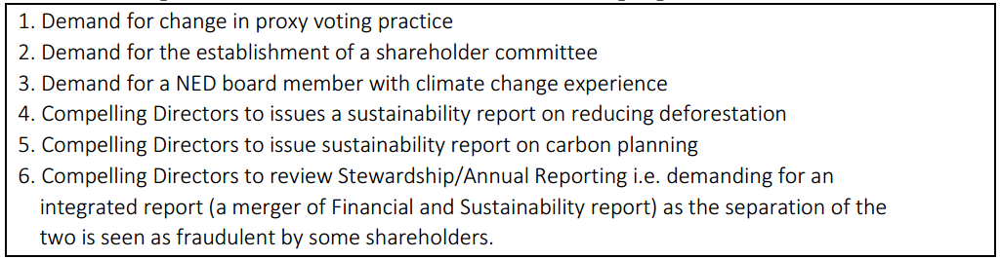 1. Demand for change in proxy voting practice
2. Demand for the establishment of a shareholder committee
3. Demand for a NED board member with climate change experience
4. Compelling Directors to issues a sustainability report on reducing deforestation
5. Compelling Directors to issue sustainability report on carbon planning
6. Compelling Directors to review Stewardship/Annual Reporting i.e. demanding for an
integrated report (a merger of Financial and Sustainability report) as the separation of the
two is seen as fraudulent by some shareholders.